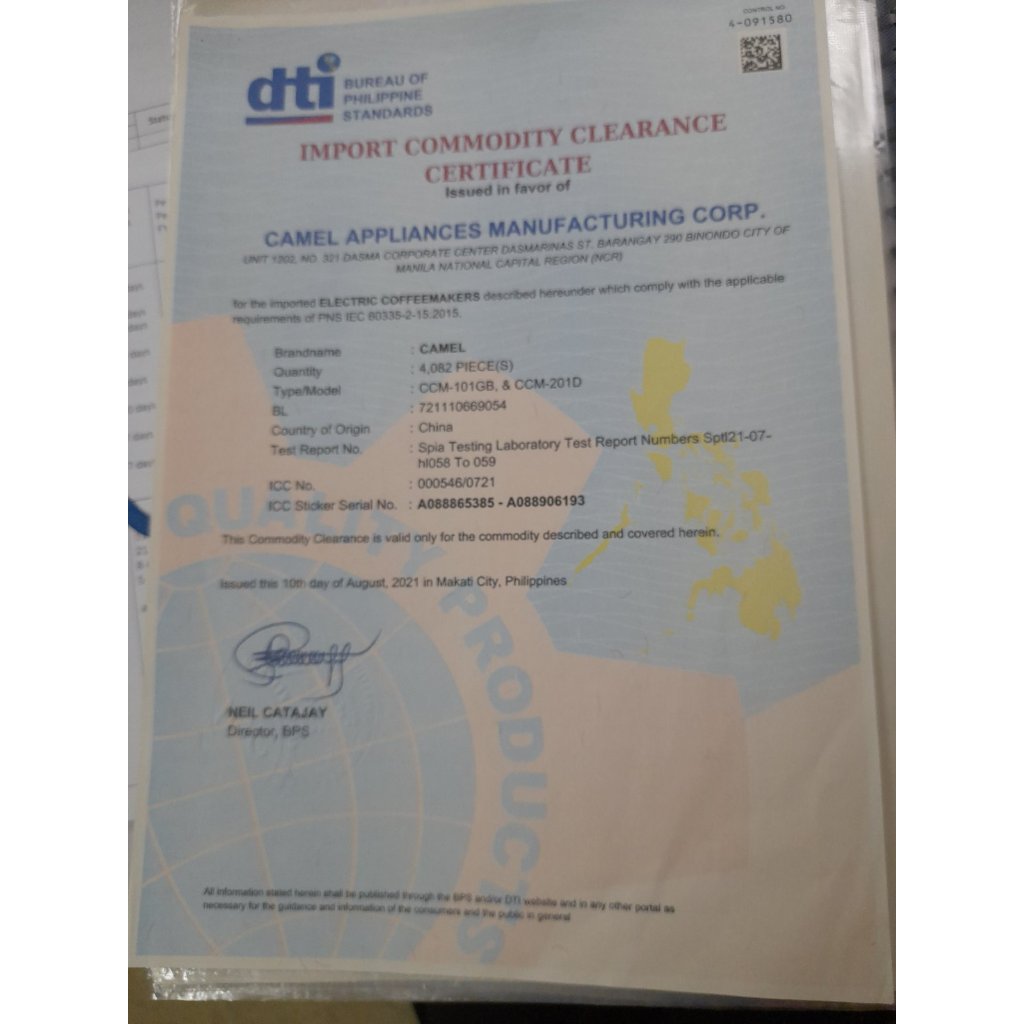 CONTROL NO.
4-091580
dti
BUREAU OF
PHILIPPINE
STANDARDS
IMPORT COMMODITY CLEARANCE
CERTIFICATE
Issued in favor of
CAMEL APPLIANCES MANUFACTURING CORP.
UNIT 1202, NO. 321 DASMA CORPORATE CENTER DASMARINAS ST. BARANGAY 290 BINONDO CITY OF
MANILA NATIONAL CAPITAL REGION (NCR)
for the imported ELECTRIC COFFEEMAKERS described hereunder which comply with the applicable
requirements of PNS IEC 60335-2-15:2015.
Brandname : CAMEL
Quantity : 4,082 PIECE(S)
Type/Model : CCM-101GB, & CCM-201D
BL : 721110669054
Country of Origin : China
Test Report No. : Spia Testing Laboratory Test Report Numbers Sptl21-07-
hl058 To 059
ICC No. : 000546/0721
ICC Sticker Serial No. : A088865385 - A088906193
This Commodity Clearance is valid only for the commodity described and covered herein.
Issued this 10th day of August, 2021 in Makati City, Philippines
NEIL CATAJAY
Director, BPS
QUALITY PRODUCTS
All information stated herein shall be published through the BPS and/or DTI website and in any other portal as
necessary for the guidance and information of the consumers and the public in general